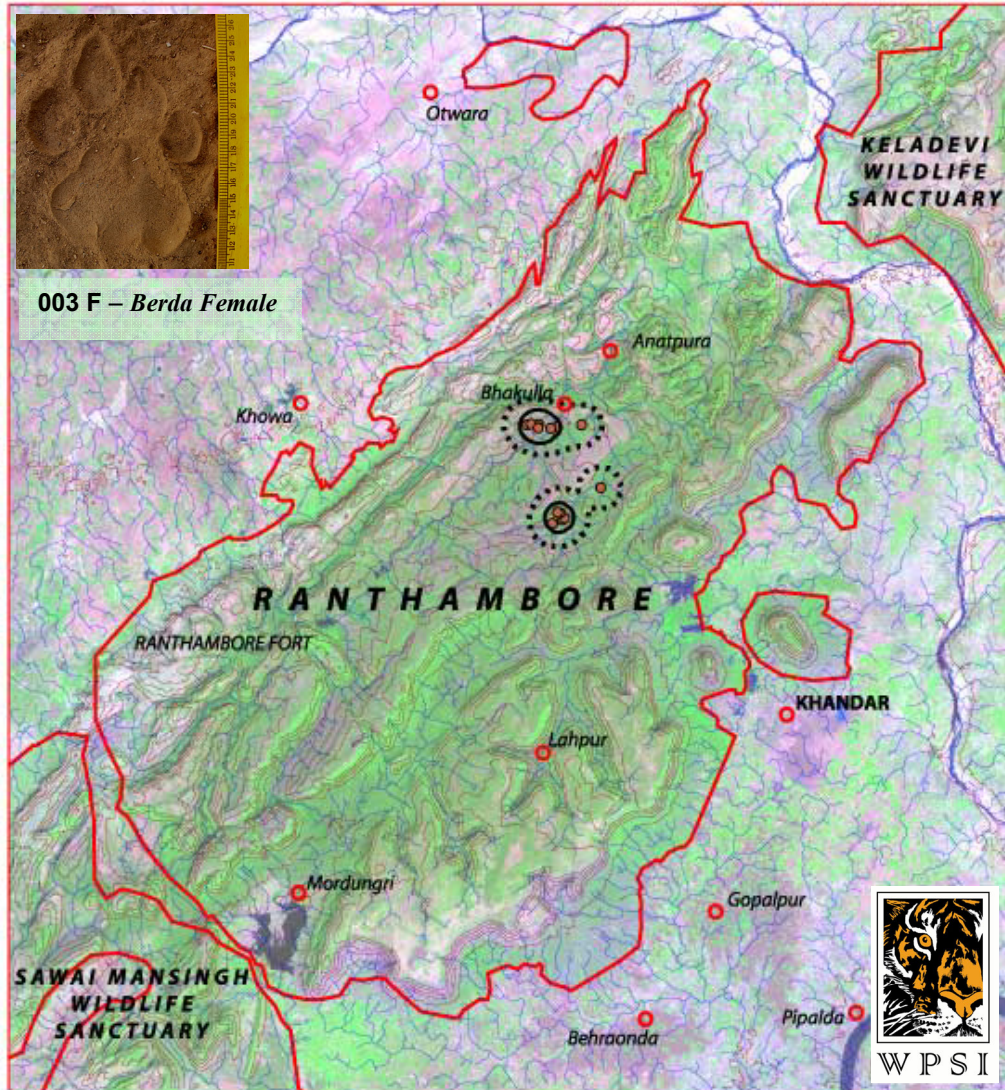 003 F – Berda Female
Otwara
KELADEVI
WILDLIFE
SANCTUARY
Anatpura
Bhakulla
Khowa
RANTHAMBORE
RANTHAMBORE FORT
KHANDAR
Lahpur
Mordungri
Gopalpur
SAWAI MANSINGH
WILDLIFE
SANCTUARY
Behraonda
Pipalda
WPSI